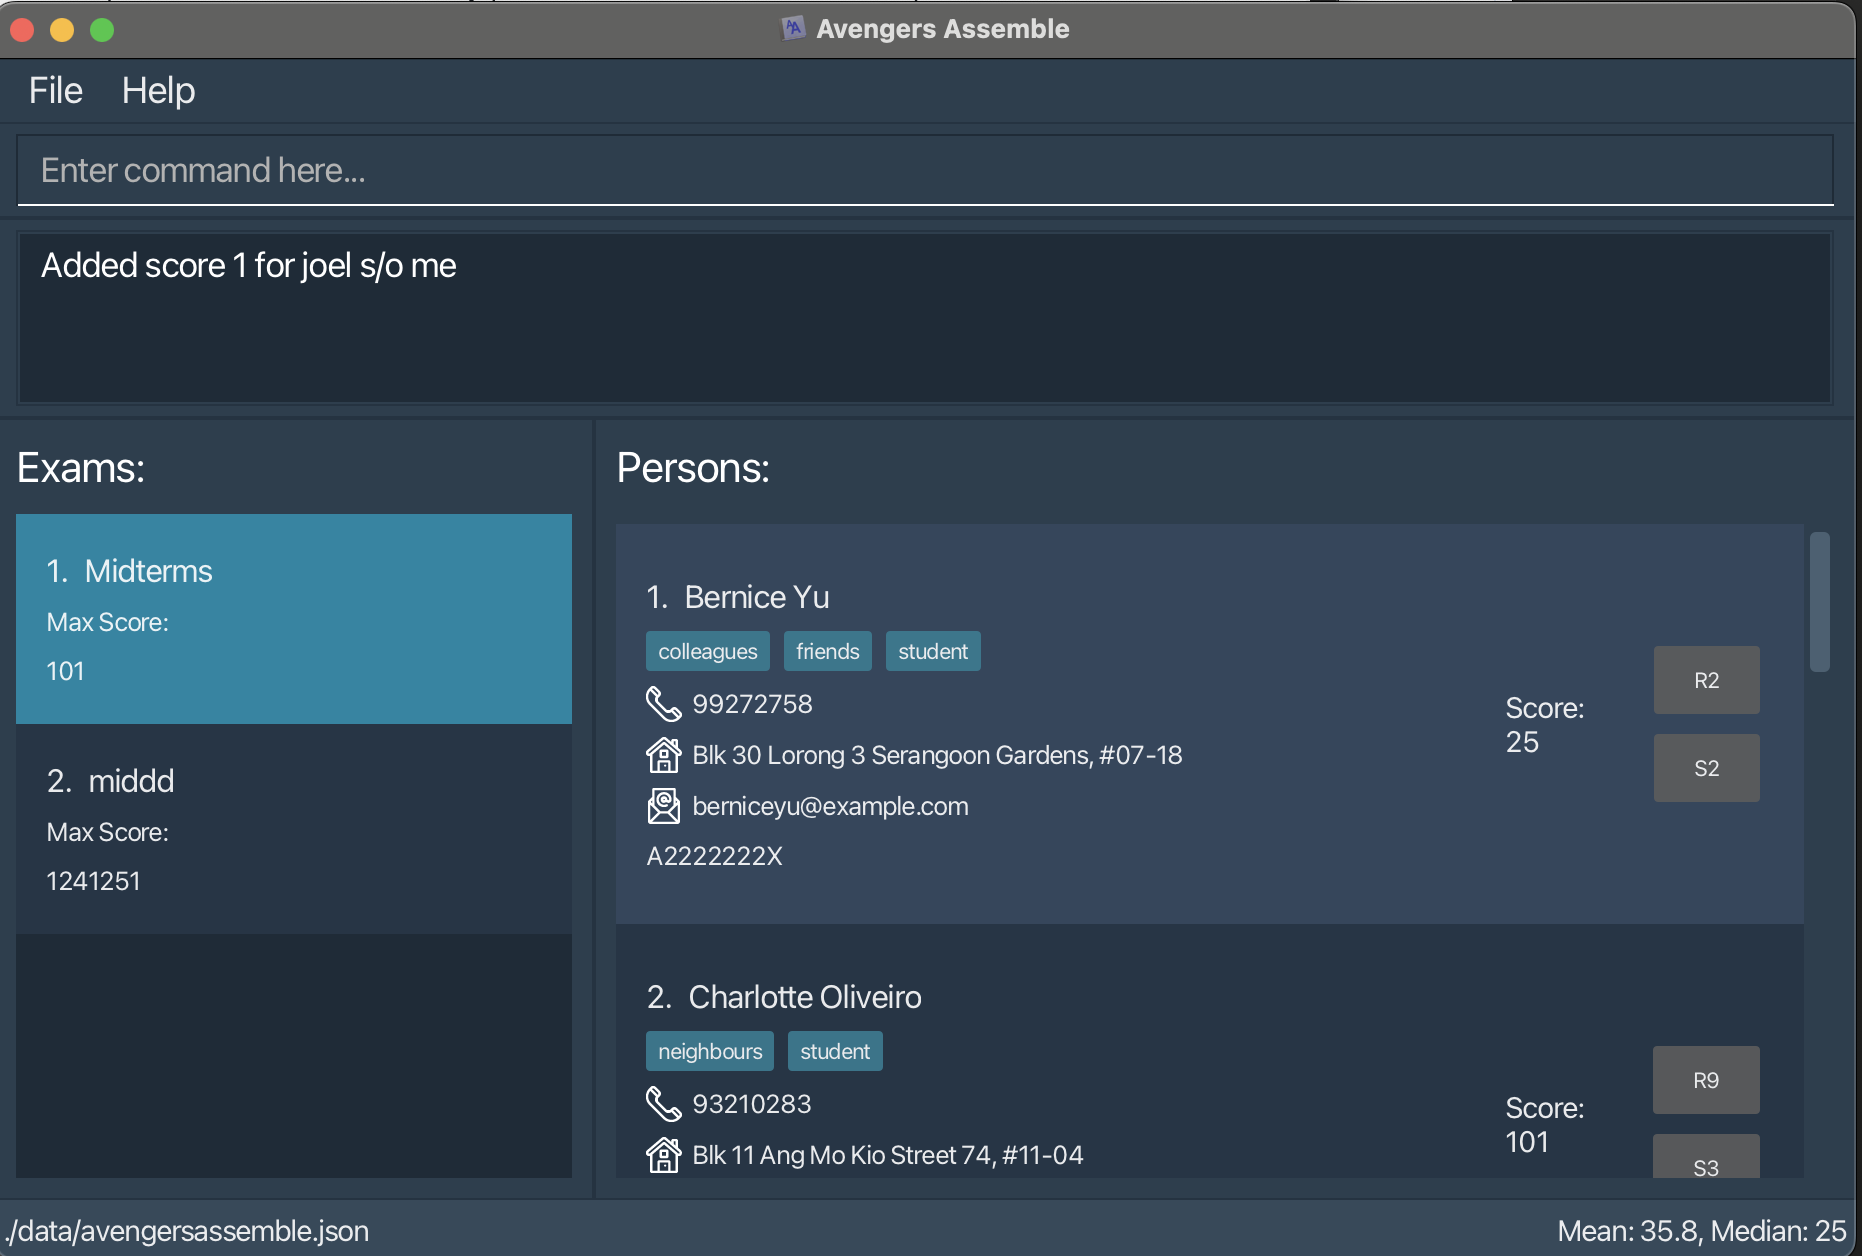 Avengers Assemble
File Help
Enter command here...
Added score 1 for joel s/o me
Exams:
1. Midterms
Max Score:
101
2. middd
Max Score:
1241251
Persons:
1. Bernice Yu
colleagues friends student
99272758
Blk 30 Lorong 3 Serangoon Gardens, #07-18
berniceyu@example.com
A2222222X
Score:
25
R2
S2
2. Charlotte Oliveiro
neighbours student
93210283
Blk 11 Ang Mo Kio Street 74, #11-04
Score:
101
R9
S3
./data/avengersassemble.json
Mean: 35.8, Median: 25